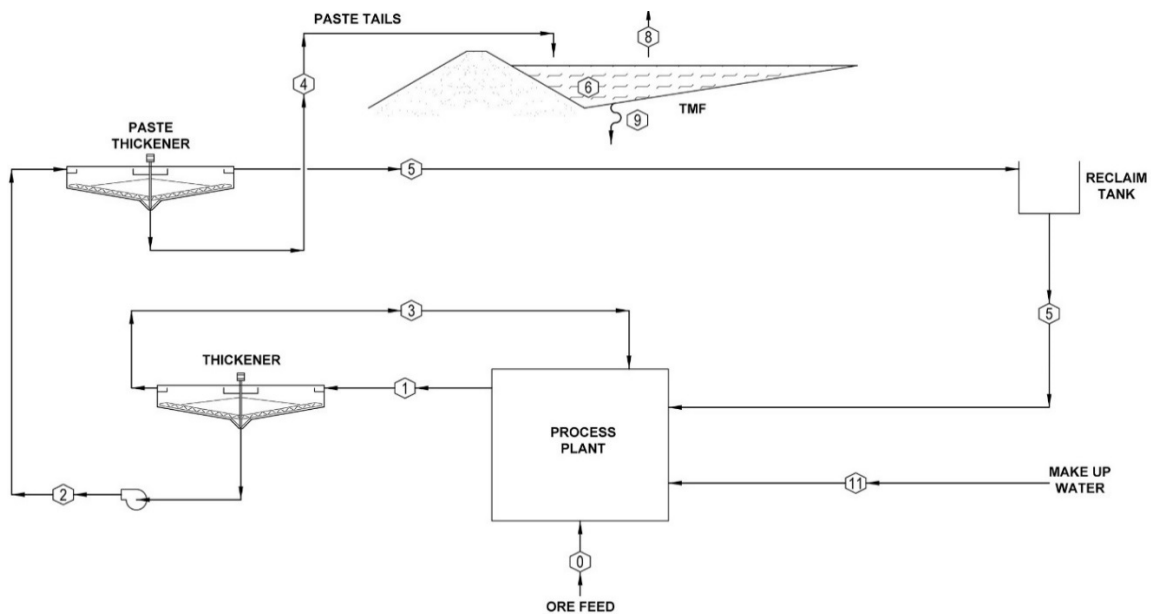 PASTE TAILS
8
4
6
9
TMF
PASTE
THICKENER
5
RECLAIM
TANK
3
5
THICKENER
1
PROCESS
PLANT
2
11
MAKE UP
WATER
0
ORE FEED